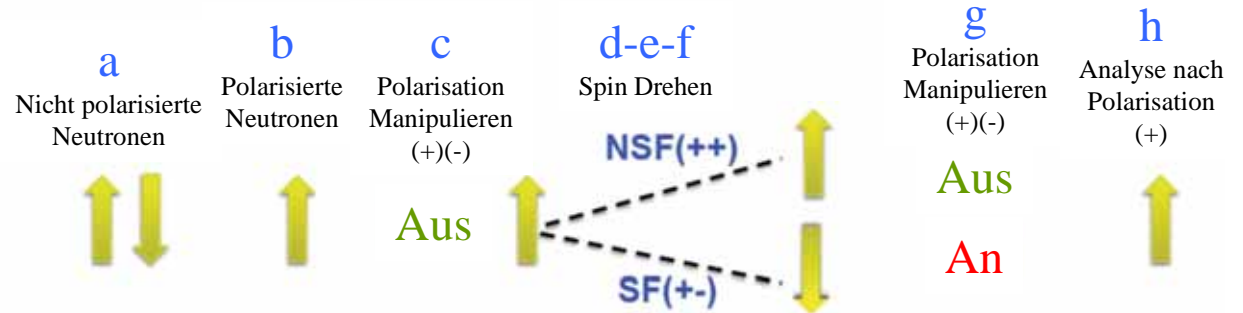 a
Nicht polarisierte
Neutronen
b
Polarisierte
Neutronen
c
Polarisation
Manipulieren
(+)(-)
Aus
d-e-f
Spin Drehen
NSF(++)
SF(+-)
g
Polarisation
Manipulieren
(+)(-)
Aus
An
h
Analyse nach
Polarisation
(+)